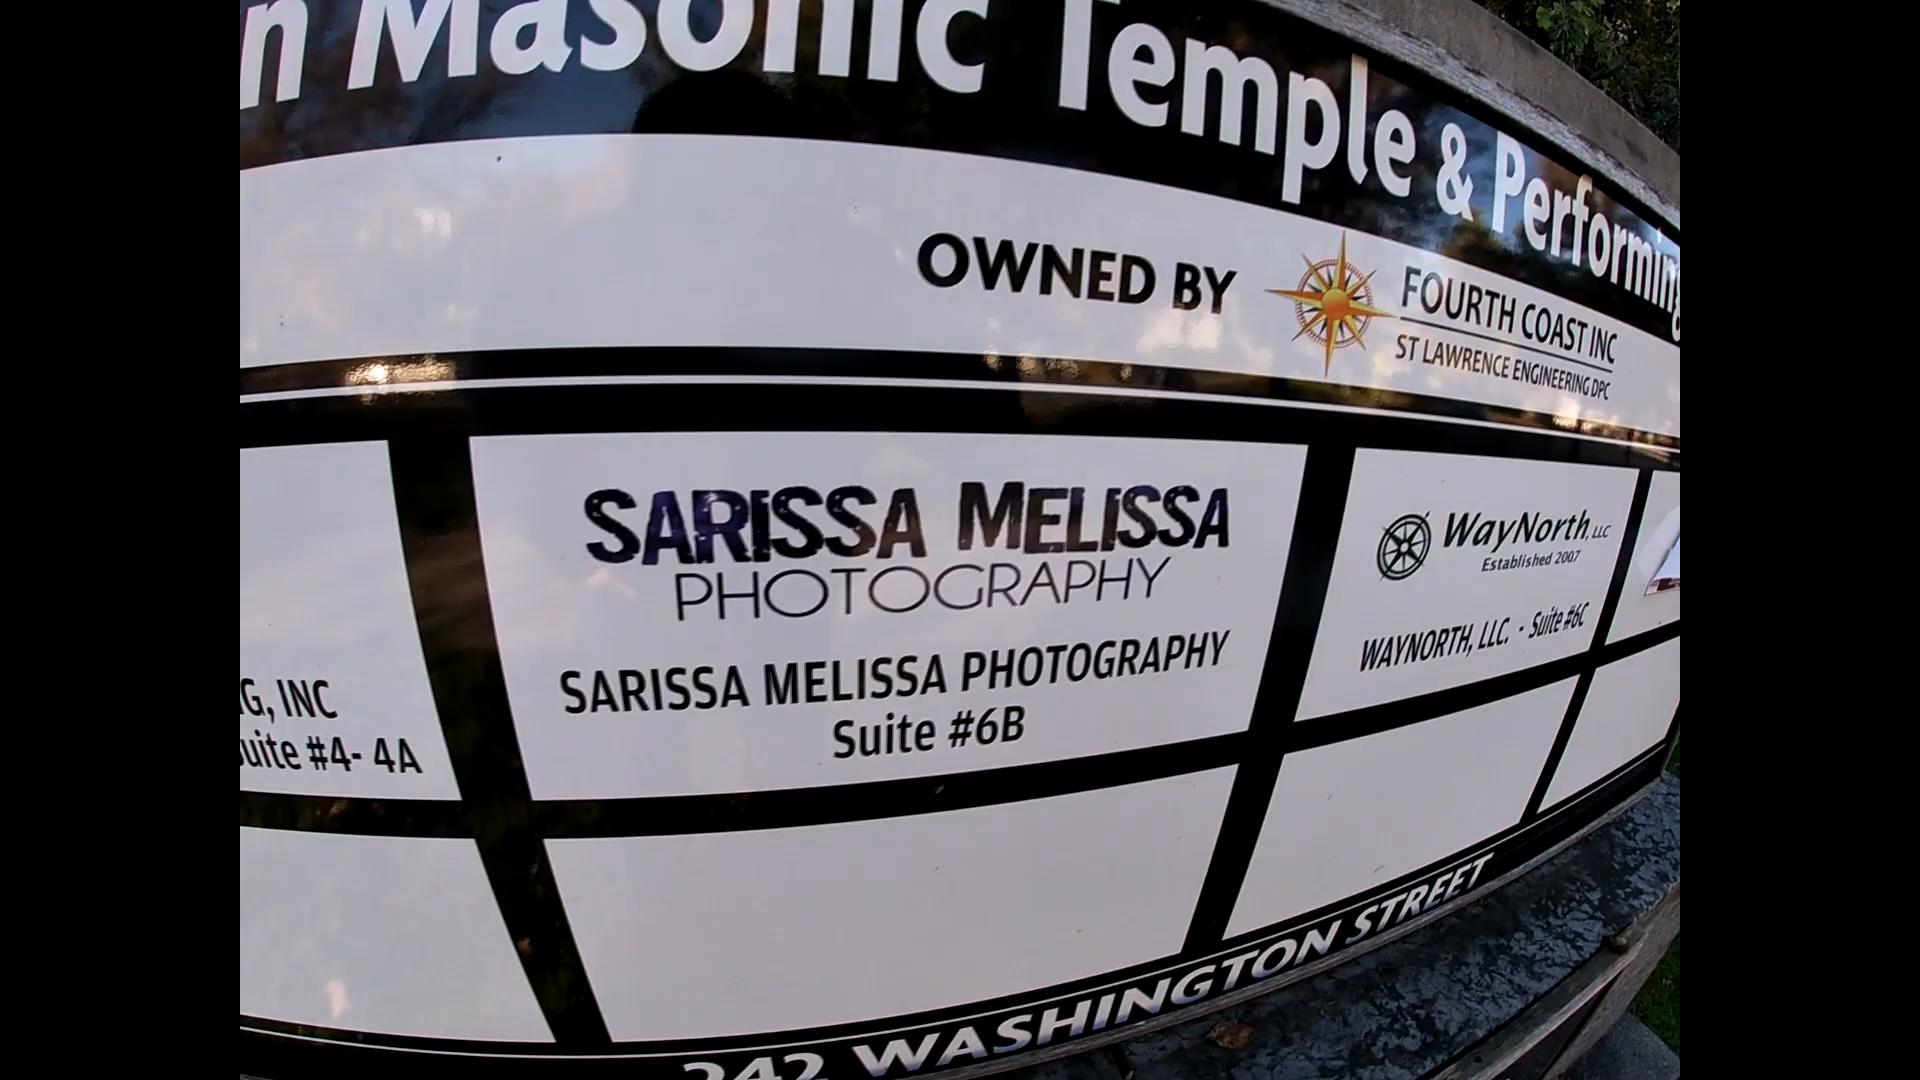 n Masonic Temple & Performing
OWNED BY
FOURTH COAST INC
ST LAWRENCE ENGINEERING DPC
G, INC
uite #4- 4A
SARISSA MELISSA
PHOTOGRAPHY
SARISSA MELISSA PHOTOGRAPHY
Suite #6B
WayNorth, LLC
Established 2007
WAYNORTH, LLC. - Suite #6C
242 WASHINGTON STREET